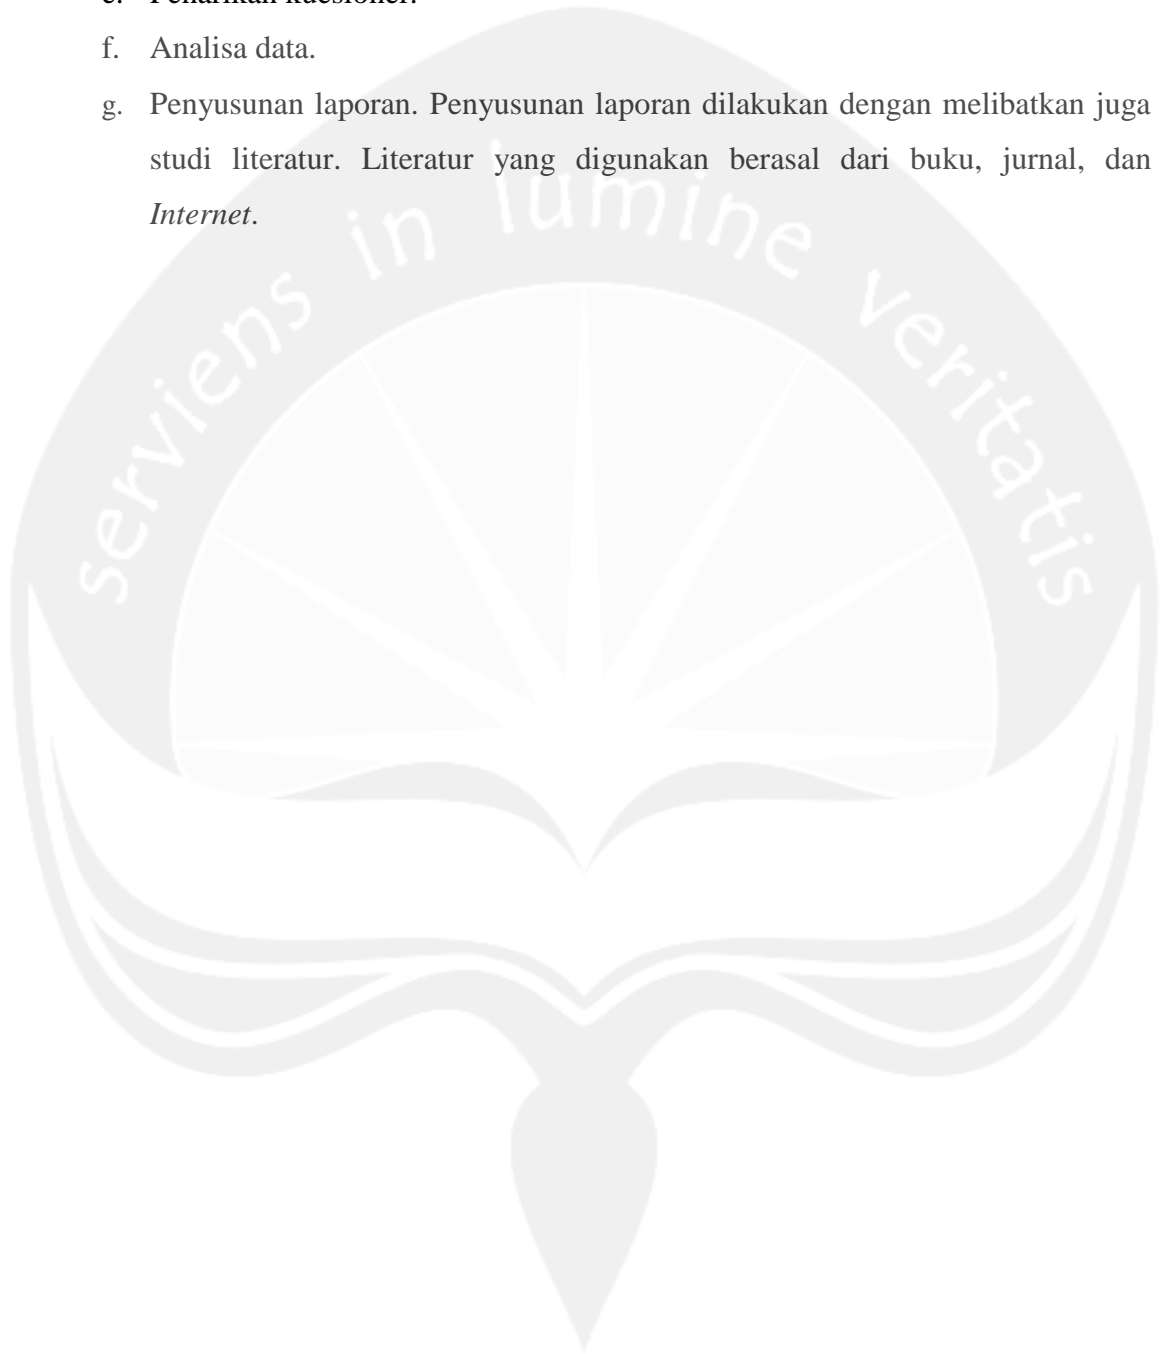 f. Analisa data.
g. Penyusunan laporan. Penyusunan laporan dilakukan dengan melibatkan juga
studi literatur. Literatur yang digunakan berasal dari buku, jurnal, dan
Internet.
serviens in lumine veritatis